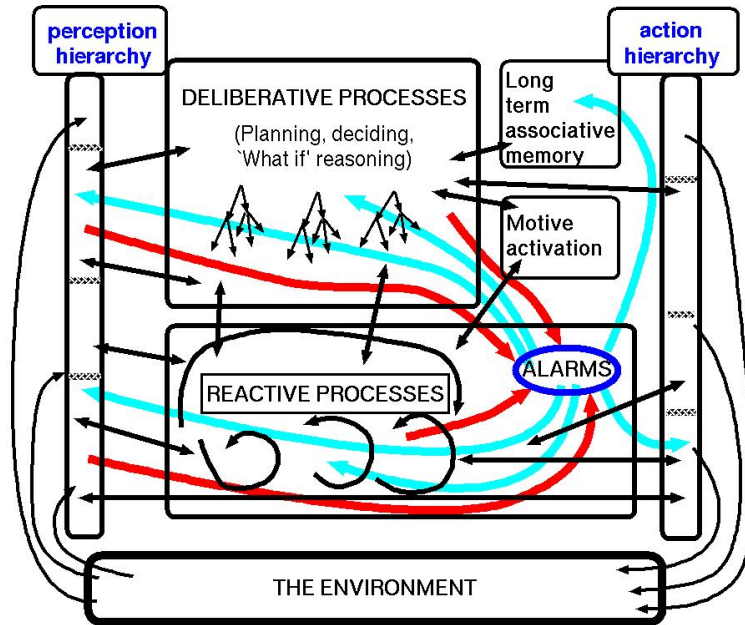 perception
hierarchy
action
hierarchy
DELIBERATIVE PROCESSES
(Planning, deciding,
`What if' reasoning)
Long
term
associative
memory
Motive
activation
ALARMS
REACTIVE PROCESSES
THE ENVIRONMENT